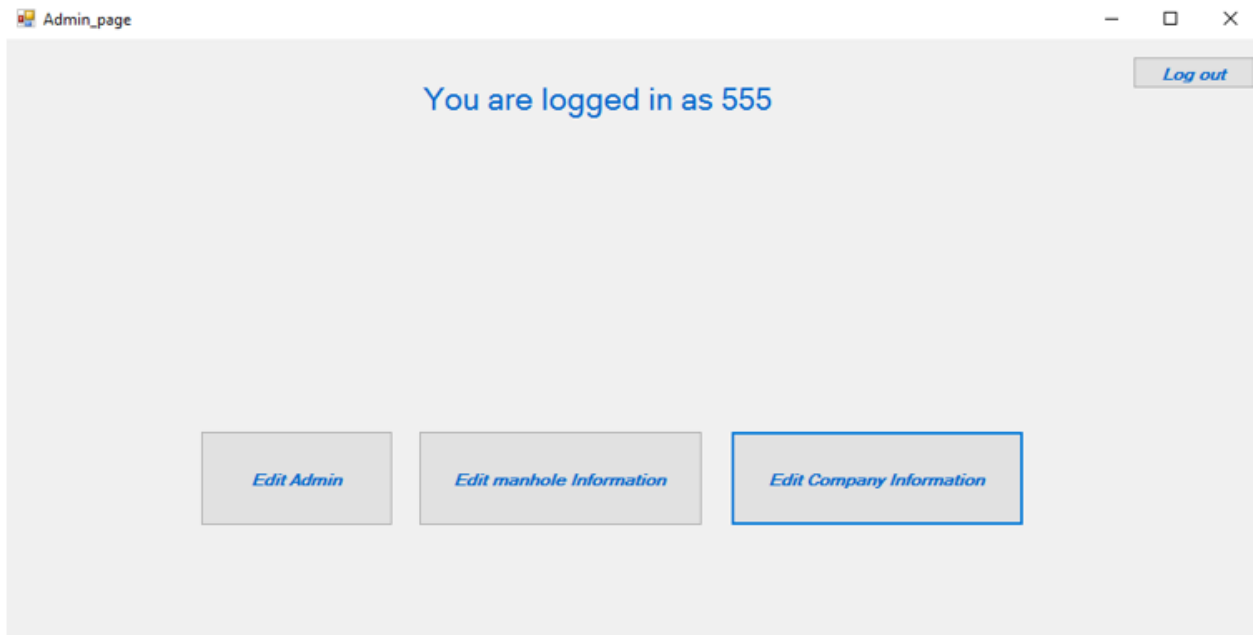 Admin_page
Log out
You are logged in as 555
Edit Admin
Edit manhole Information
Edit Company Information